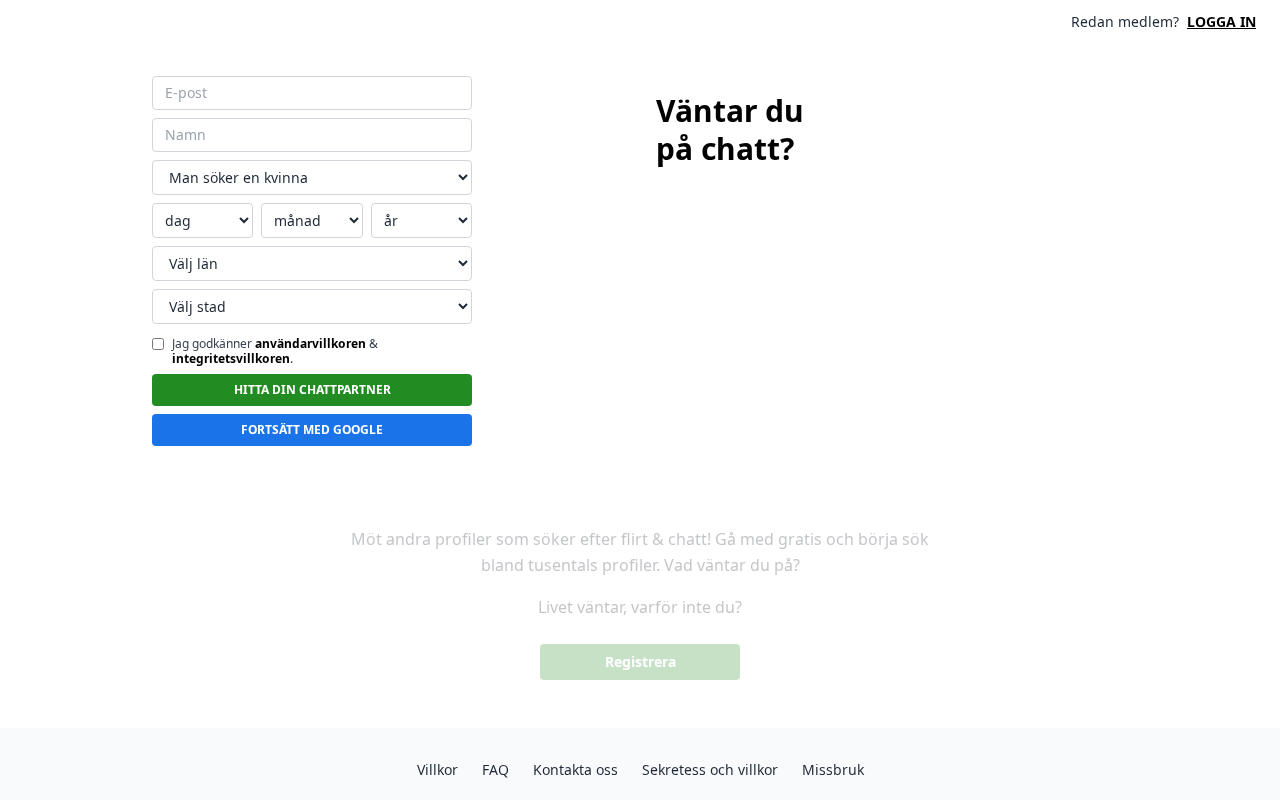 Redan medlem? LOGGA IN
E-post
Namn
Man söker en kvinna
dag månad år
Välj län
Välj stad
Jag godkänner användarvillkoren &
integritetsvillkoren.
HITTA DIN CHATTPARTNER
FORTSÄTT MED GOOGLE
Väntar du
på chatt?
Möt andra profiler som söker efter flirt & chatt! Gå med gratis och börja sök
bland tusentals profiler. Vad väntar du på?
Livet väntar, varför inte du?
Registrera
Villkor FAQ Kontakta oss Sekretess och villkor Missbruk